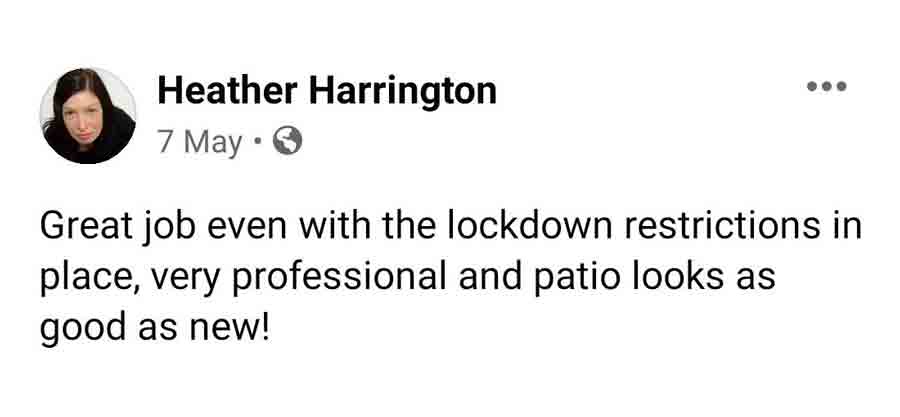 Heather Harrington
7 May •
Great job even with the lockdown restrictions in
place, very professional and patio looks as
good as new!